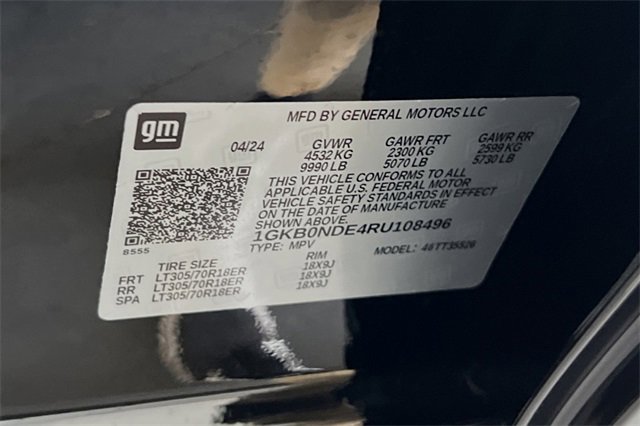 gm
MFD BY GENERAL MOTORS LLC
04/24 GVWR GAWR FRT GAWR RR
4532 KG 2300 KG 2599 KG
9990 LB 5070 LB 5730 LB
THIS VEHICLE CONFORMS TO ALL
APPLICABLE U.S. FEDERAL MOTOR
VEHICLE SAFETY STANDARDS IN EFFECT
ON THE DATE OF MANUFACTURE
SHOWN ABOVE.
8555
1GKB0NDE4RU108496
TYPE: MPV MODEL: 46TT35526
TIRE SIZE RIM
FRT LT305/70R18ER 18X9J
RR LT305/70R18ER 18X9J
SPA LT305/70R18ER 18X9J